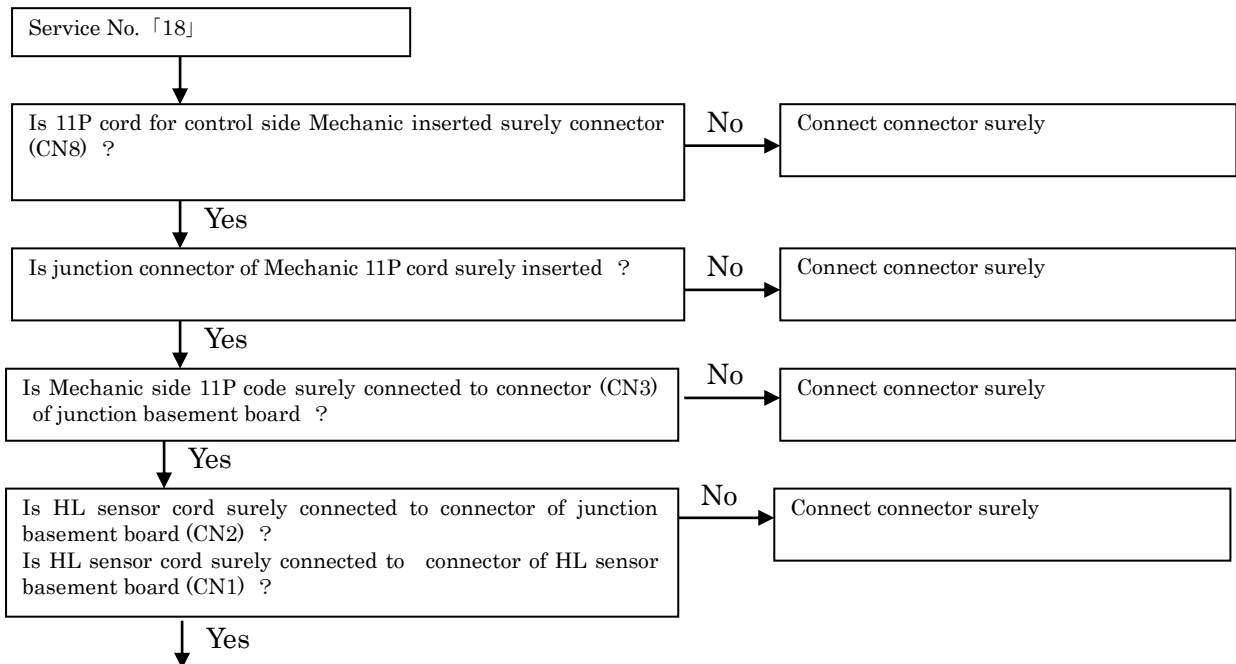 Service No.「18」
Is 11P cord for control side Mechanic inserted surely connector
(CN8) ?
No
Connect connector surely
Yes
Is junction connector of Mechanic 11P cord surely inserted ?
No
Connect connector surely
Yes
Is Mechanic side 11P code surely connected to connector (CN3)
of junction basement board ?
No
Connect connector surely
Yes
Is HL sensor cord surely connected to connector of junction
basement board (CN2) ?
Is HL sensor cord surely connected to connector of HL sensor
basement board (CN1) ?
No
Connect connector surely
Yes